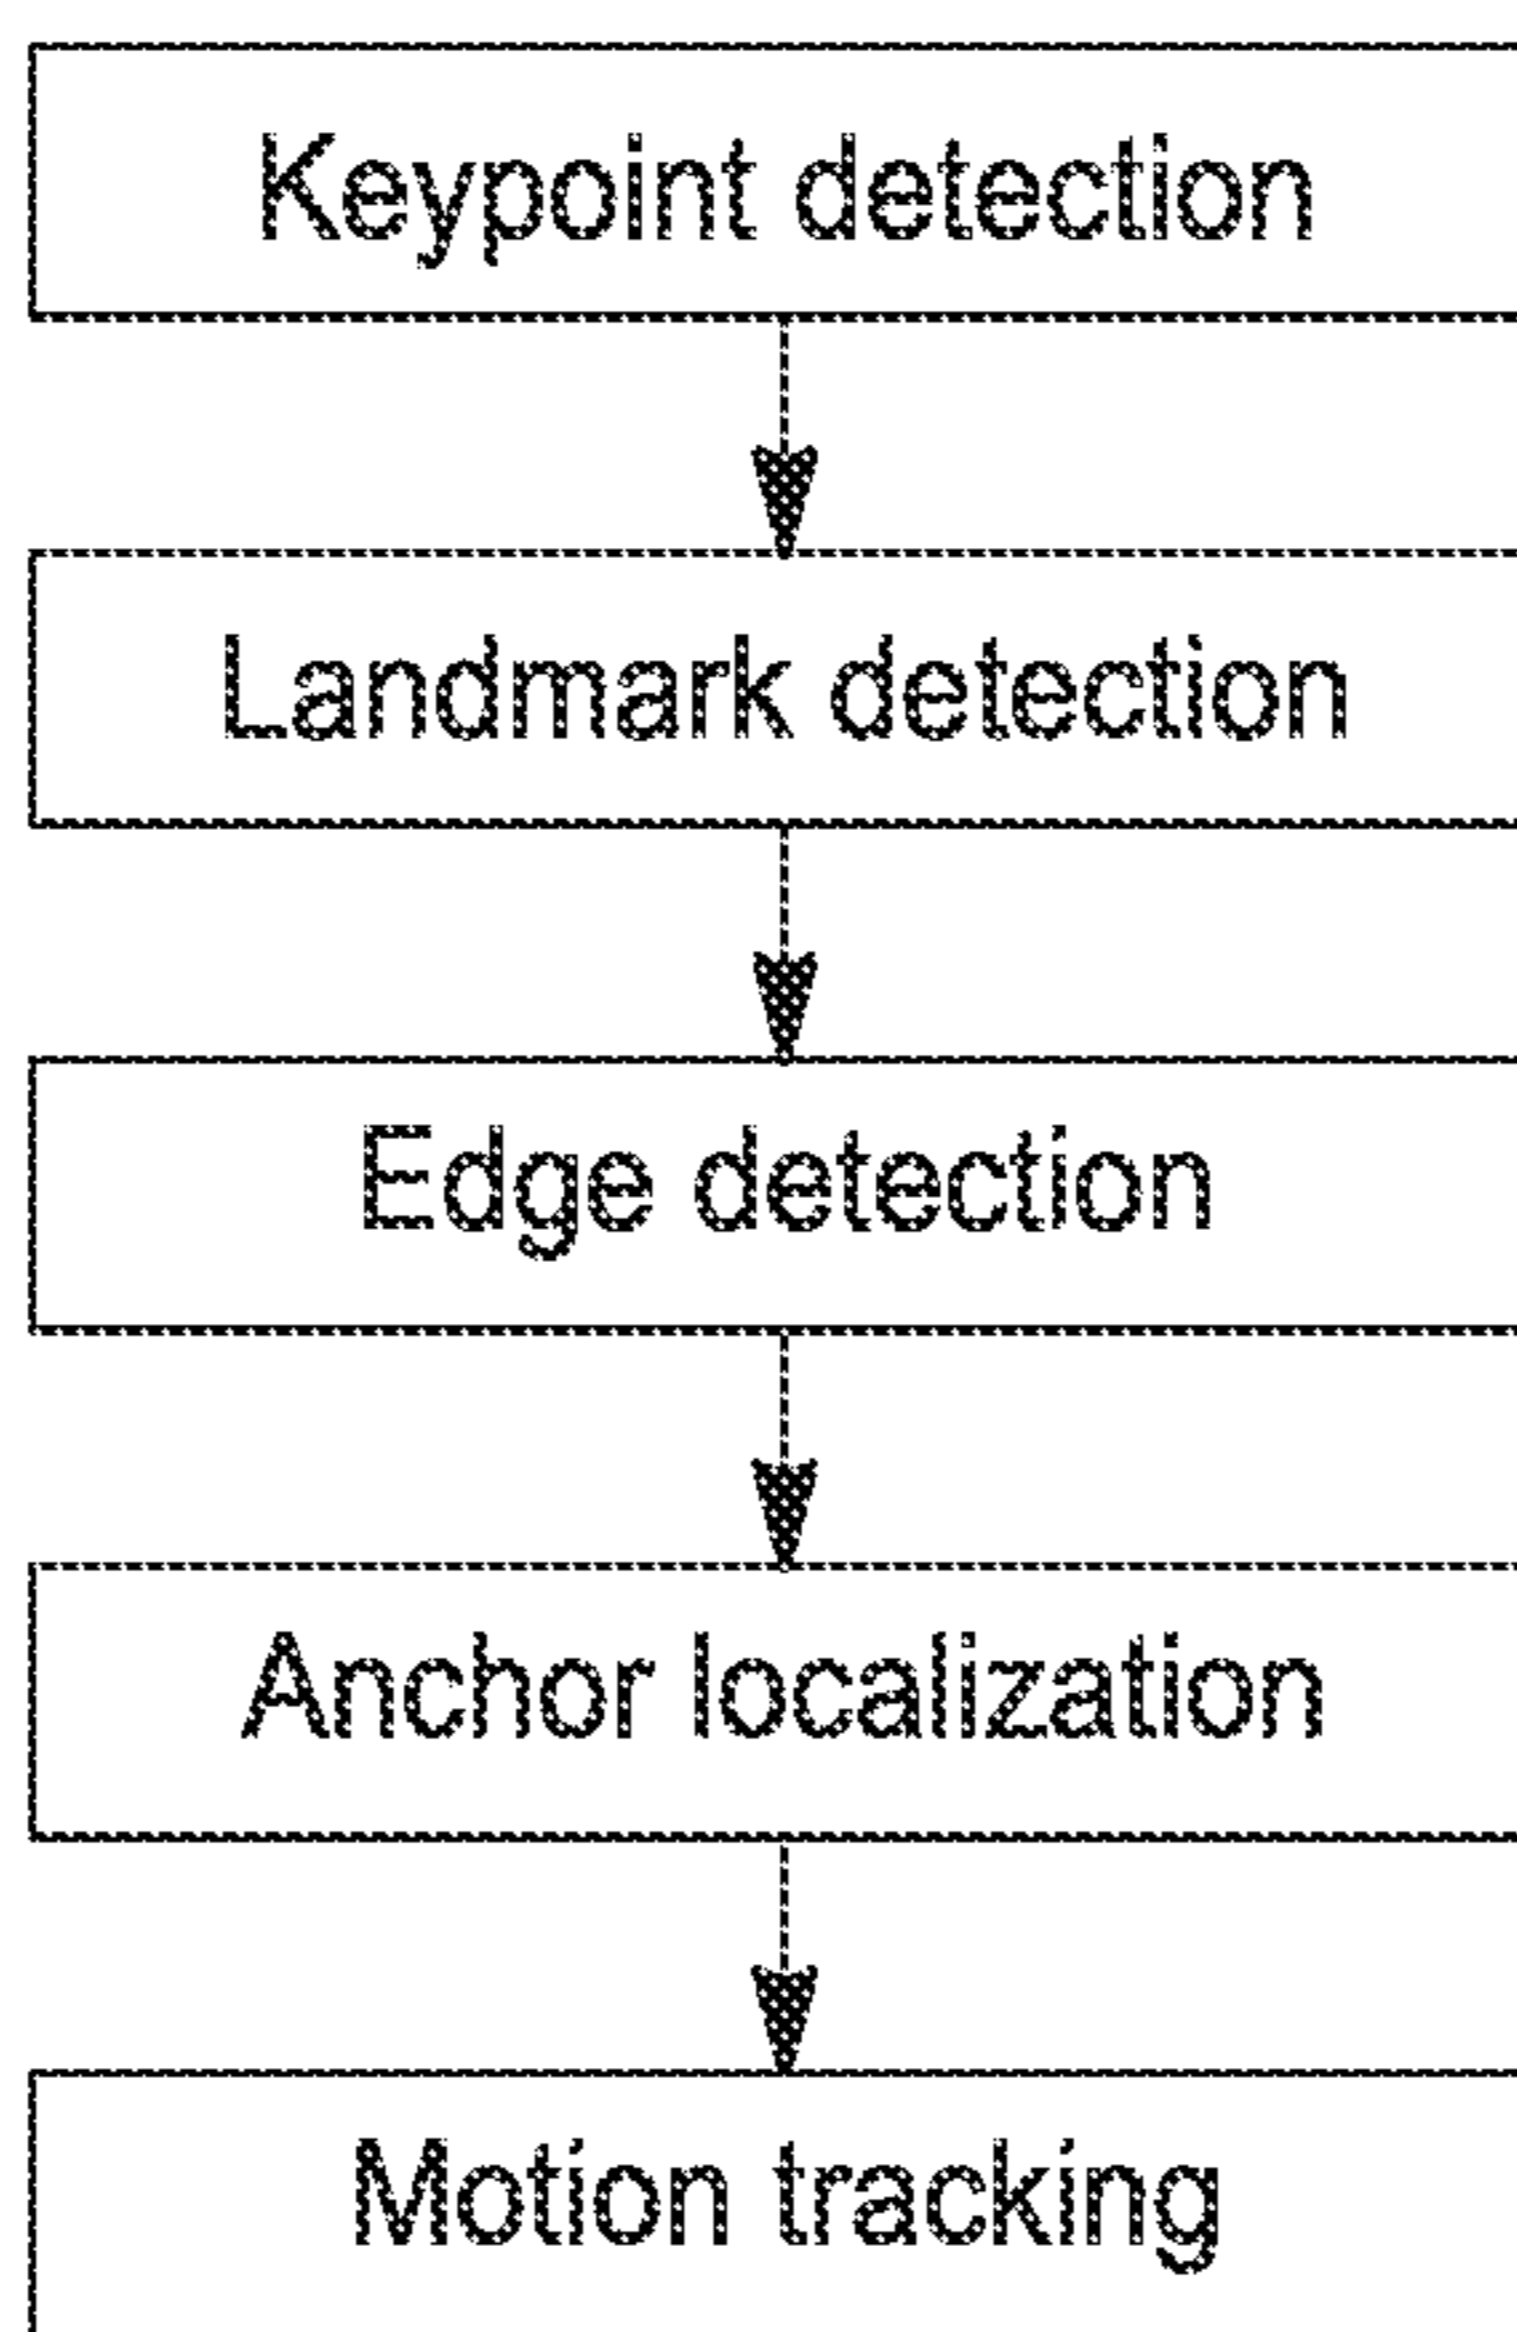 Keypoint detection
Landmark detection
Edge detection
Anchor localization
Motion tracking